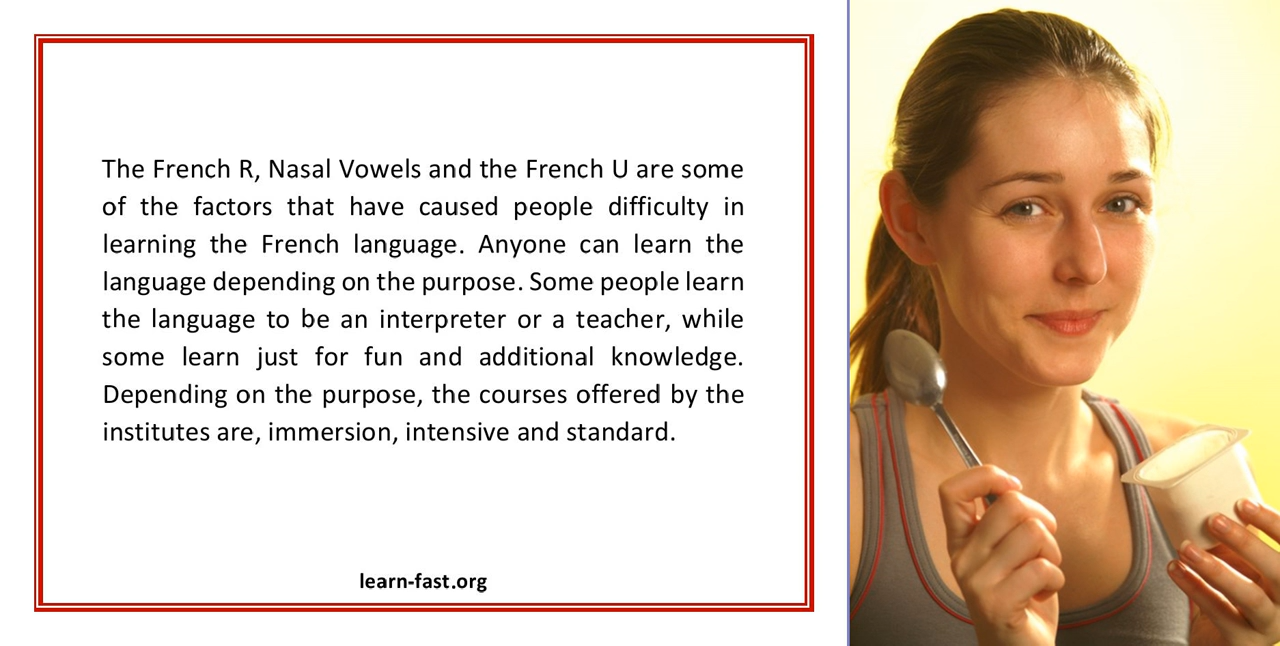 The French R, Nasal Vowels and the French U are some
of the factors that have caused people difficulty in
learning the French language. Anyone can learn the
language depending on the purpose. Some people learn
the language to be an interpreter or a teacher, while
some learn just for fun and additional knowledge.
Depending on the purpose, the courses offered by the
institutes are, immersion, intensive and standard.
learn-fast.org